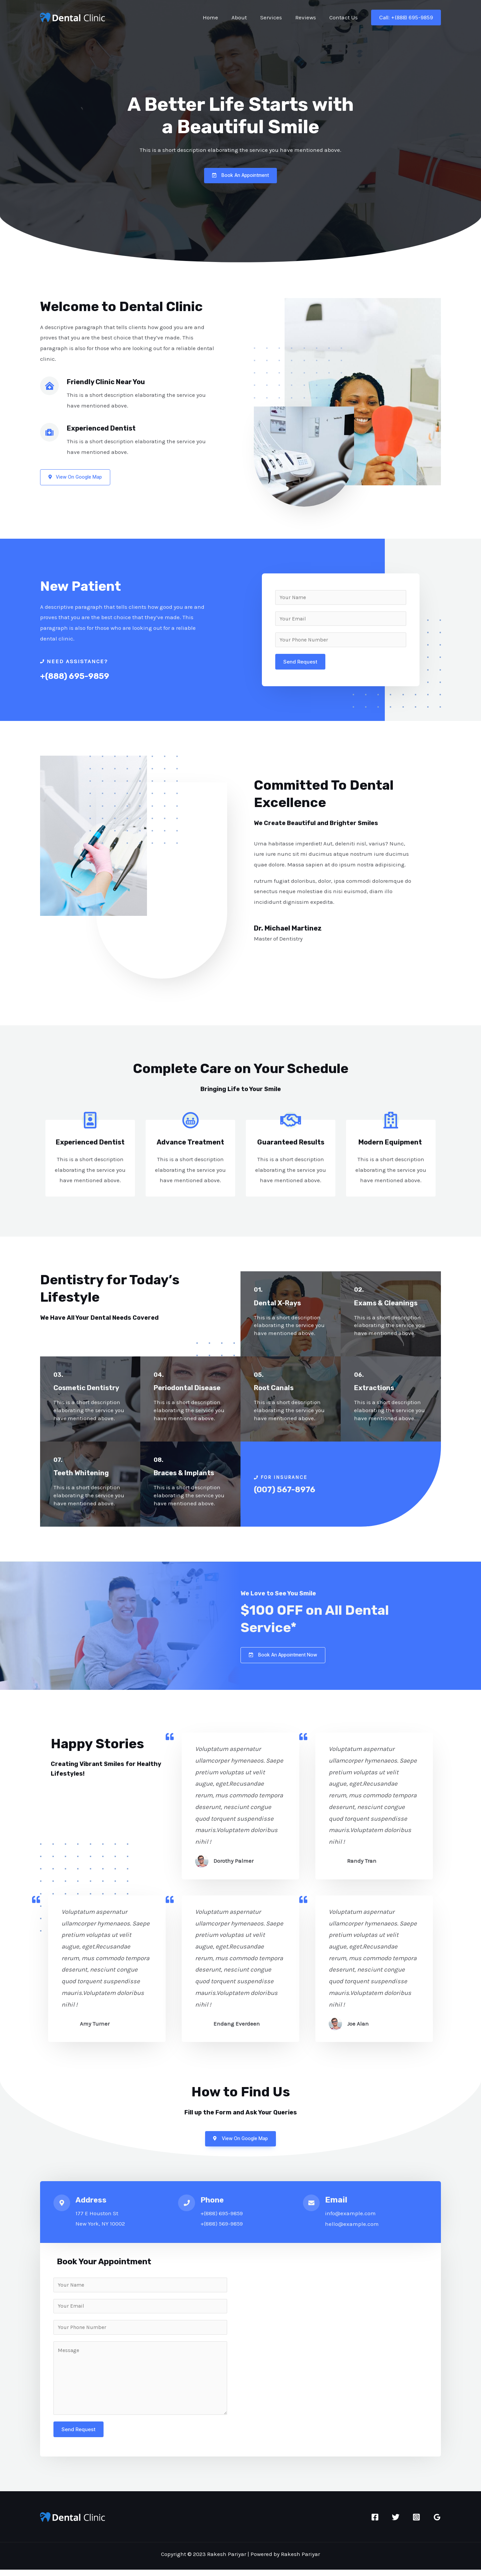 Dental Clinic
Home
About
Services
Reviews
Contact Us
Call: +(888) 695-9859
A Better Life Starts with
a Beautiful Smile
This is a short description elaborating the service you have mentioned above.
Book An Appointment
Welcome to Dental Clinic
A descriptive paragraph that tells clients how good you are and
proves that you are the best choice that they've made. This
paragraph is also for those who are looking out for a reliable dental
clinic.
Friendly Clinic Near You
This is a short description elaborating the service you
have mentioned above.
Experienced Dentist
This is a short description elaborating the service you
have mentioned above.
View On Google Map
New Patient
A descriptive paragraph that tells clients how good you are and
proves that you are the best choice that they've made. This
paragraph is also for those who are looking out for a reliable
dental clinic.
NEED ASSISTANCE?
+(888) 695-9859
Your Name
Your Email
Your Phone Number
Send Request
Committed To Dental
Excellence
We Create Beautiful and Brighter Smiles
Urna habitasse imperdiet! Aut, deleniti nisl, varius? Nunc,
iure iure nunc sit mi ducimus atque nostrum iure ducimus
quae dolore. Massa sapien at do ipsum nostra adipisicing.
rutrum fugiat doloribus, dolor, ipsa commodi doloremque do
senectus neque molestiae dis nisi euismod, diam illo
incididunt dignissim expedita.
Dr. Michael Martinez
Master of Dentistry
Complete Care on Your Schedule
Bringing Life to Your Smile
Experienced Dentist
This is a short description
elaborating the service you
have mentioned above.
Advance Treatment
This is a short description
elaborating the service you
have mentioned above.
Guaranteed Results
This is a short description
elaborating the service you
have mentioned above.
Modern Equipment
This is a short description
elaborating the service you
have mentioned above.
Dentistry for Today's
Lifestyle
We Have All Your Dental Needs Covered
01.
Dental X-Rays
This is a short description
elaborating the service you
have mentioned above.
02.
Exams & Cleanings
This is a short description
elaborating the service you
have mentioned above.
03.
Cosmetic Dentistry
This is a short description
elaborating the service you
have mentioned above.
04.
Periodontal Disease
This is a short description
elaborating the service you
have mentioned above.
05.
Root Canals
This is a short description
elaborating the service you
have mentioned above.
06.
Extractions
This is a short description
elaborating the service you
have mentioned above.
07.
Teeth Whitening
This is a short description
elaborating the service you
have mentioned above.
08.
Braces & Implants
This is a short description
elaborating the service you
have mentioned above.
FOR INSURANCE
(007) 567-8976
We Love to See You Smile
$100 OFF on All Dental
Service*
Book An Appointment Now
Happy Stories
Creating Vibrant Smiles for Healthy
Lifestyles!
Voluptatum aspernatur
ullamcorper hymenaeos. Saepe
pretium voluptas ut velit
augue, eget.Recusandae
rerum, mus commodo tempora
deserunt, nesciunt congue
quod torquent suspendisse
mauris.Voluptatem doloribus
nihil !
Dorothy Palmer
Voluptatum aspernatur
ullamcorper hymenaeos. Saepe
pretium voluptas ut velit
augue, eget.Recusandae
rerum, mus commodo tempora
deserunt, nesciunt congue
quod torquent suspendisse
mauris.Voluptatem doloribus
nihil !
Randy Tran
Voluptatum aspernatur
ullamcorper hymenaeos. Saepe
pretium voluptas ut velit
augue, eget.Recusandae
rerum, mus commodo tempora
deserunt, nesciunt congue
quod torquent suspendisse
mauris.Voluptatem doloribus
nihil !
Amy Turner
Voluptatum aspernatur
ullamcorper hymenaeos. Saepe
pretium voluptas ut velit
augue, eget.Recusandae
rerum, mus commodo tempora
deserunt, nesciunt congue
quod torquent suspendisse
mauris.Voluptatem doloribus
nihil !
Endang Everdeen
Voluptatum aspernatur
ullamcorper hymenaeos. Saepe
pretium voluptas ut velit
augue, eget.Recusandae
rerum, mus commodo tempora
deserunt, nesciunt congue
quod torquent suspendisse
mauris.Voluptatem doloribus
nihil !
Joe Alan
How to Find Us
Fill up the Form and Ask Your Queries
View On Google Map
Address
177 E Houston St
New York, NY 10002
Phone
+(888) 695-9859
+(888) 569-9859
Email
info@example.com
hello@example.com
Book Your Appointment
Your Name
Your Email
Your Phone Number
Message
Send Request
Dental Clinic
Copyright © 2023 Rakesh Pariyar | Powered by Rakesh Pariyar